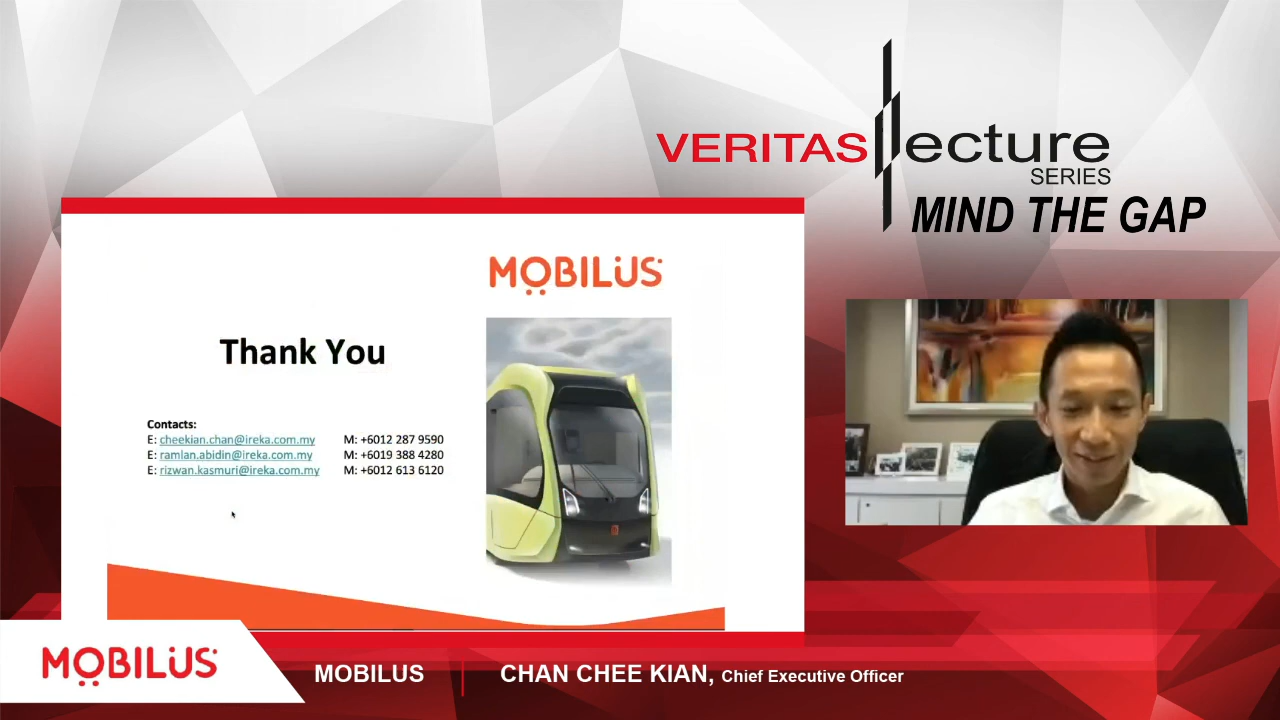 VERITAS lecture
SERIES
MIND THE GAP
MOBILUS
Thank You
Contacts:
E: cheekian.chan@ireka.com.my M: +6012 287 9590
E: ramlan.abidin@ireka.com.my M: +6019 388 4280
E: rizwan.kasmuri@ireka.com.my M: +6012 613 6120
MOBILUS
MOBILUS CHAN CHEE KIAN, Chief Executive Officer